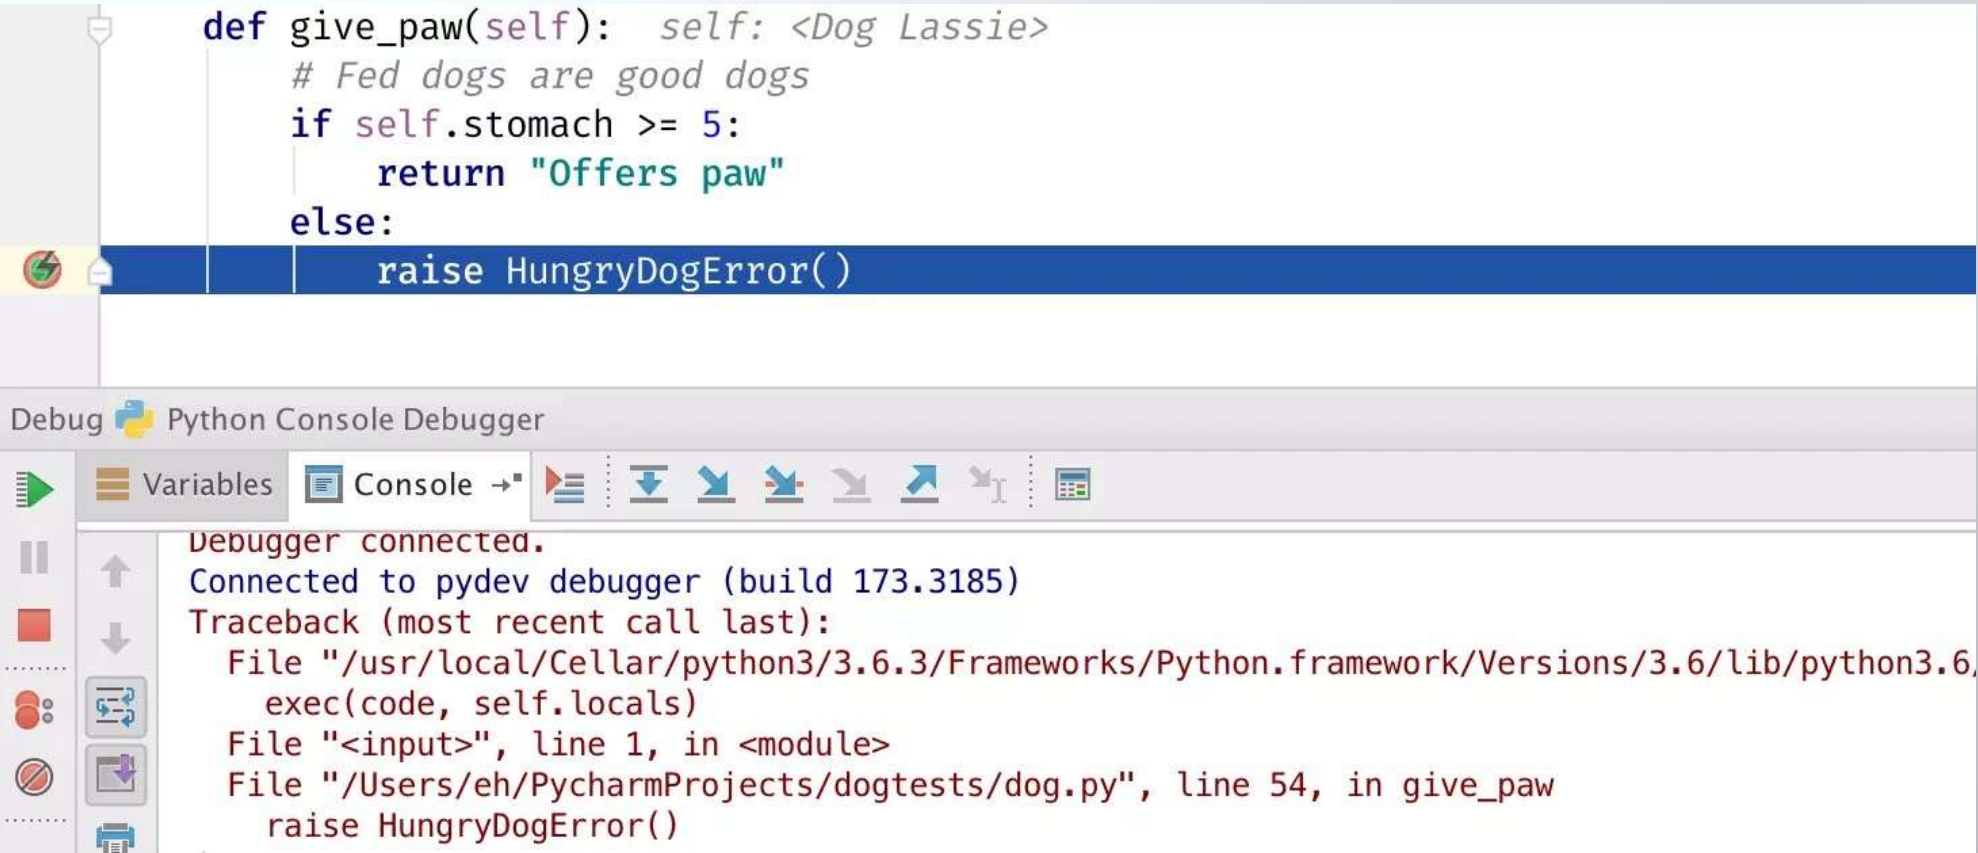 def give_paw(self):  self: <Dog Lassie>
# Fed dogs are good dogs
if self.stomach >= 5:
return "Offers paw"
else:
raise HungryDogError()
Debug Python Console Debugger
Variables Console
Debugger connected.
Connected to pydev debugger (build 173.3185)
Traceback (most recent call last):
File "/usr/local/Cellar/python3/3.6.3/Frameworks/Python.framework/Versions/3.6/lib/python3.6/
exec(code, self.locals)
File "<input>", line 1, in <module>
File "/Users/eh/PycharmProjects/dogtests/dog.py", line 54, in give_paw
raise HungryDogError()